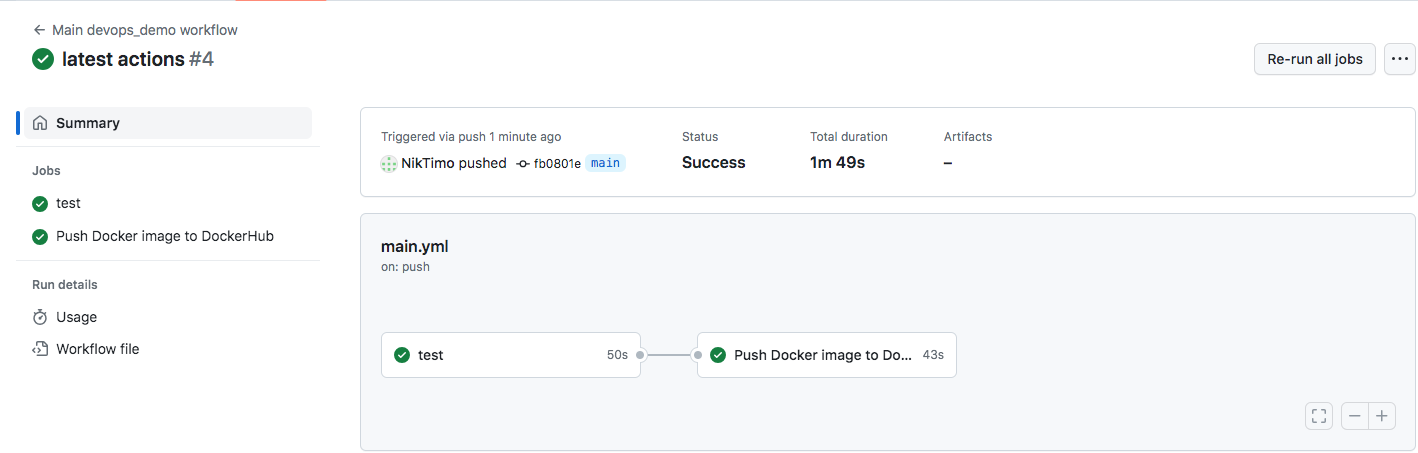 ← Main devops_demo workflow
latest actions #4
Re-run all jobs
Summary
Jobs
test
Push Docker image to DockerHub
Run details
Usage
Workflow file
Triggered via push 1 minute ago
NikTimo pushed fb0801e main
Status
Success
Total duration
1m 49s
Artifacts
–
main.yml
on: push
test 50s
Push Docker image to Do... 43s